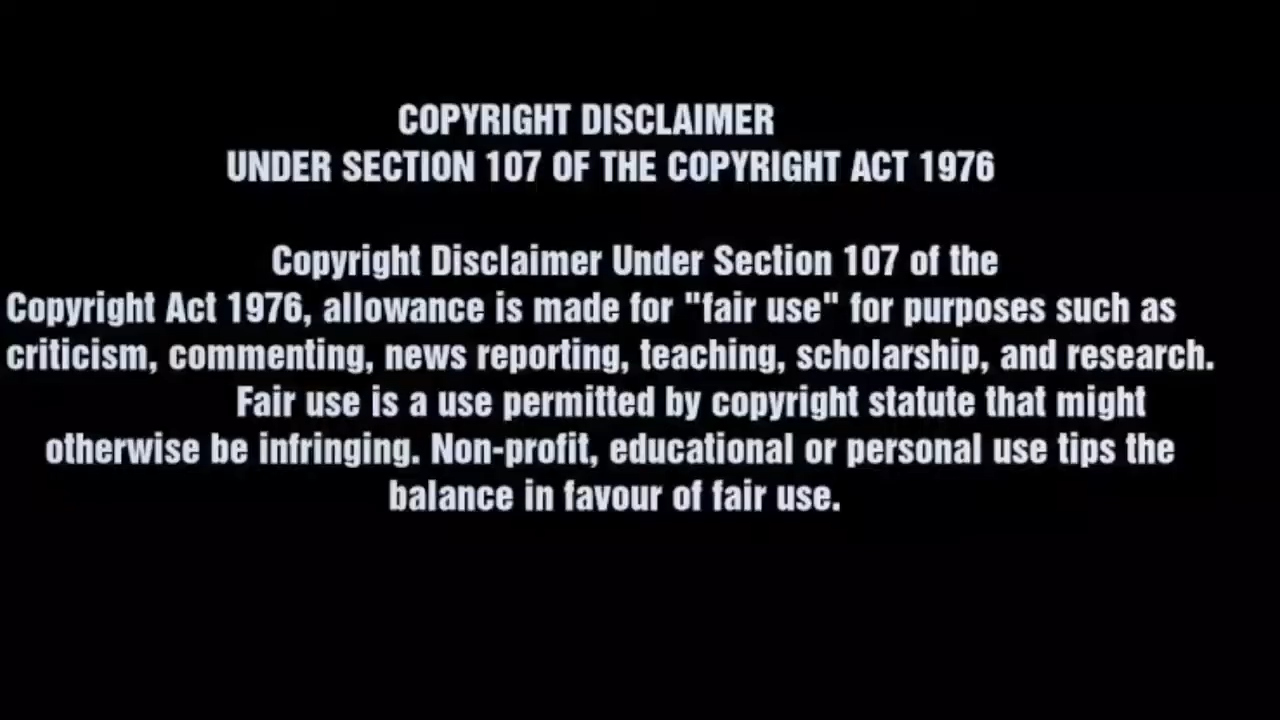 COPYRIGHT DISCLAIMER
UNDER SECTION 107 OF THE COPYRIGHT ACT 1976
Copyright Disclaimer Under Section 107 of the
Copyright Act 1976, allowance is made for "fair use" for purposes such as
criticism, commenting, news reporting, teaching, scholarship, and research.
Fair use is a use permitted by copyright statute that might
otherwise be infringing. Non-profit, educational or personal use tips the
balance in favour of fair use.